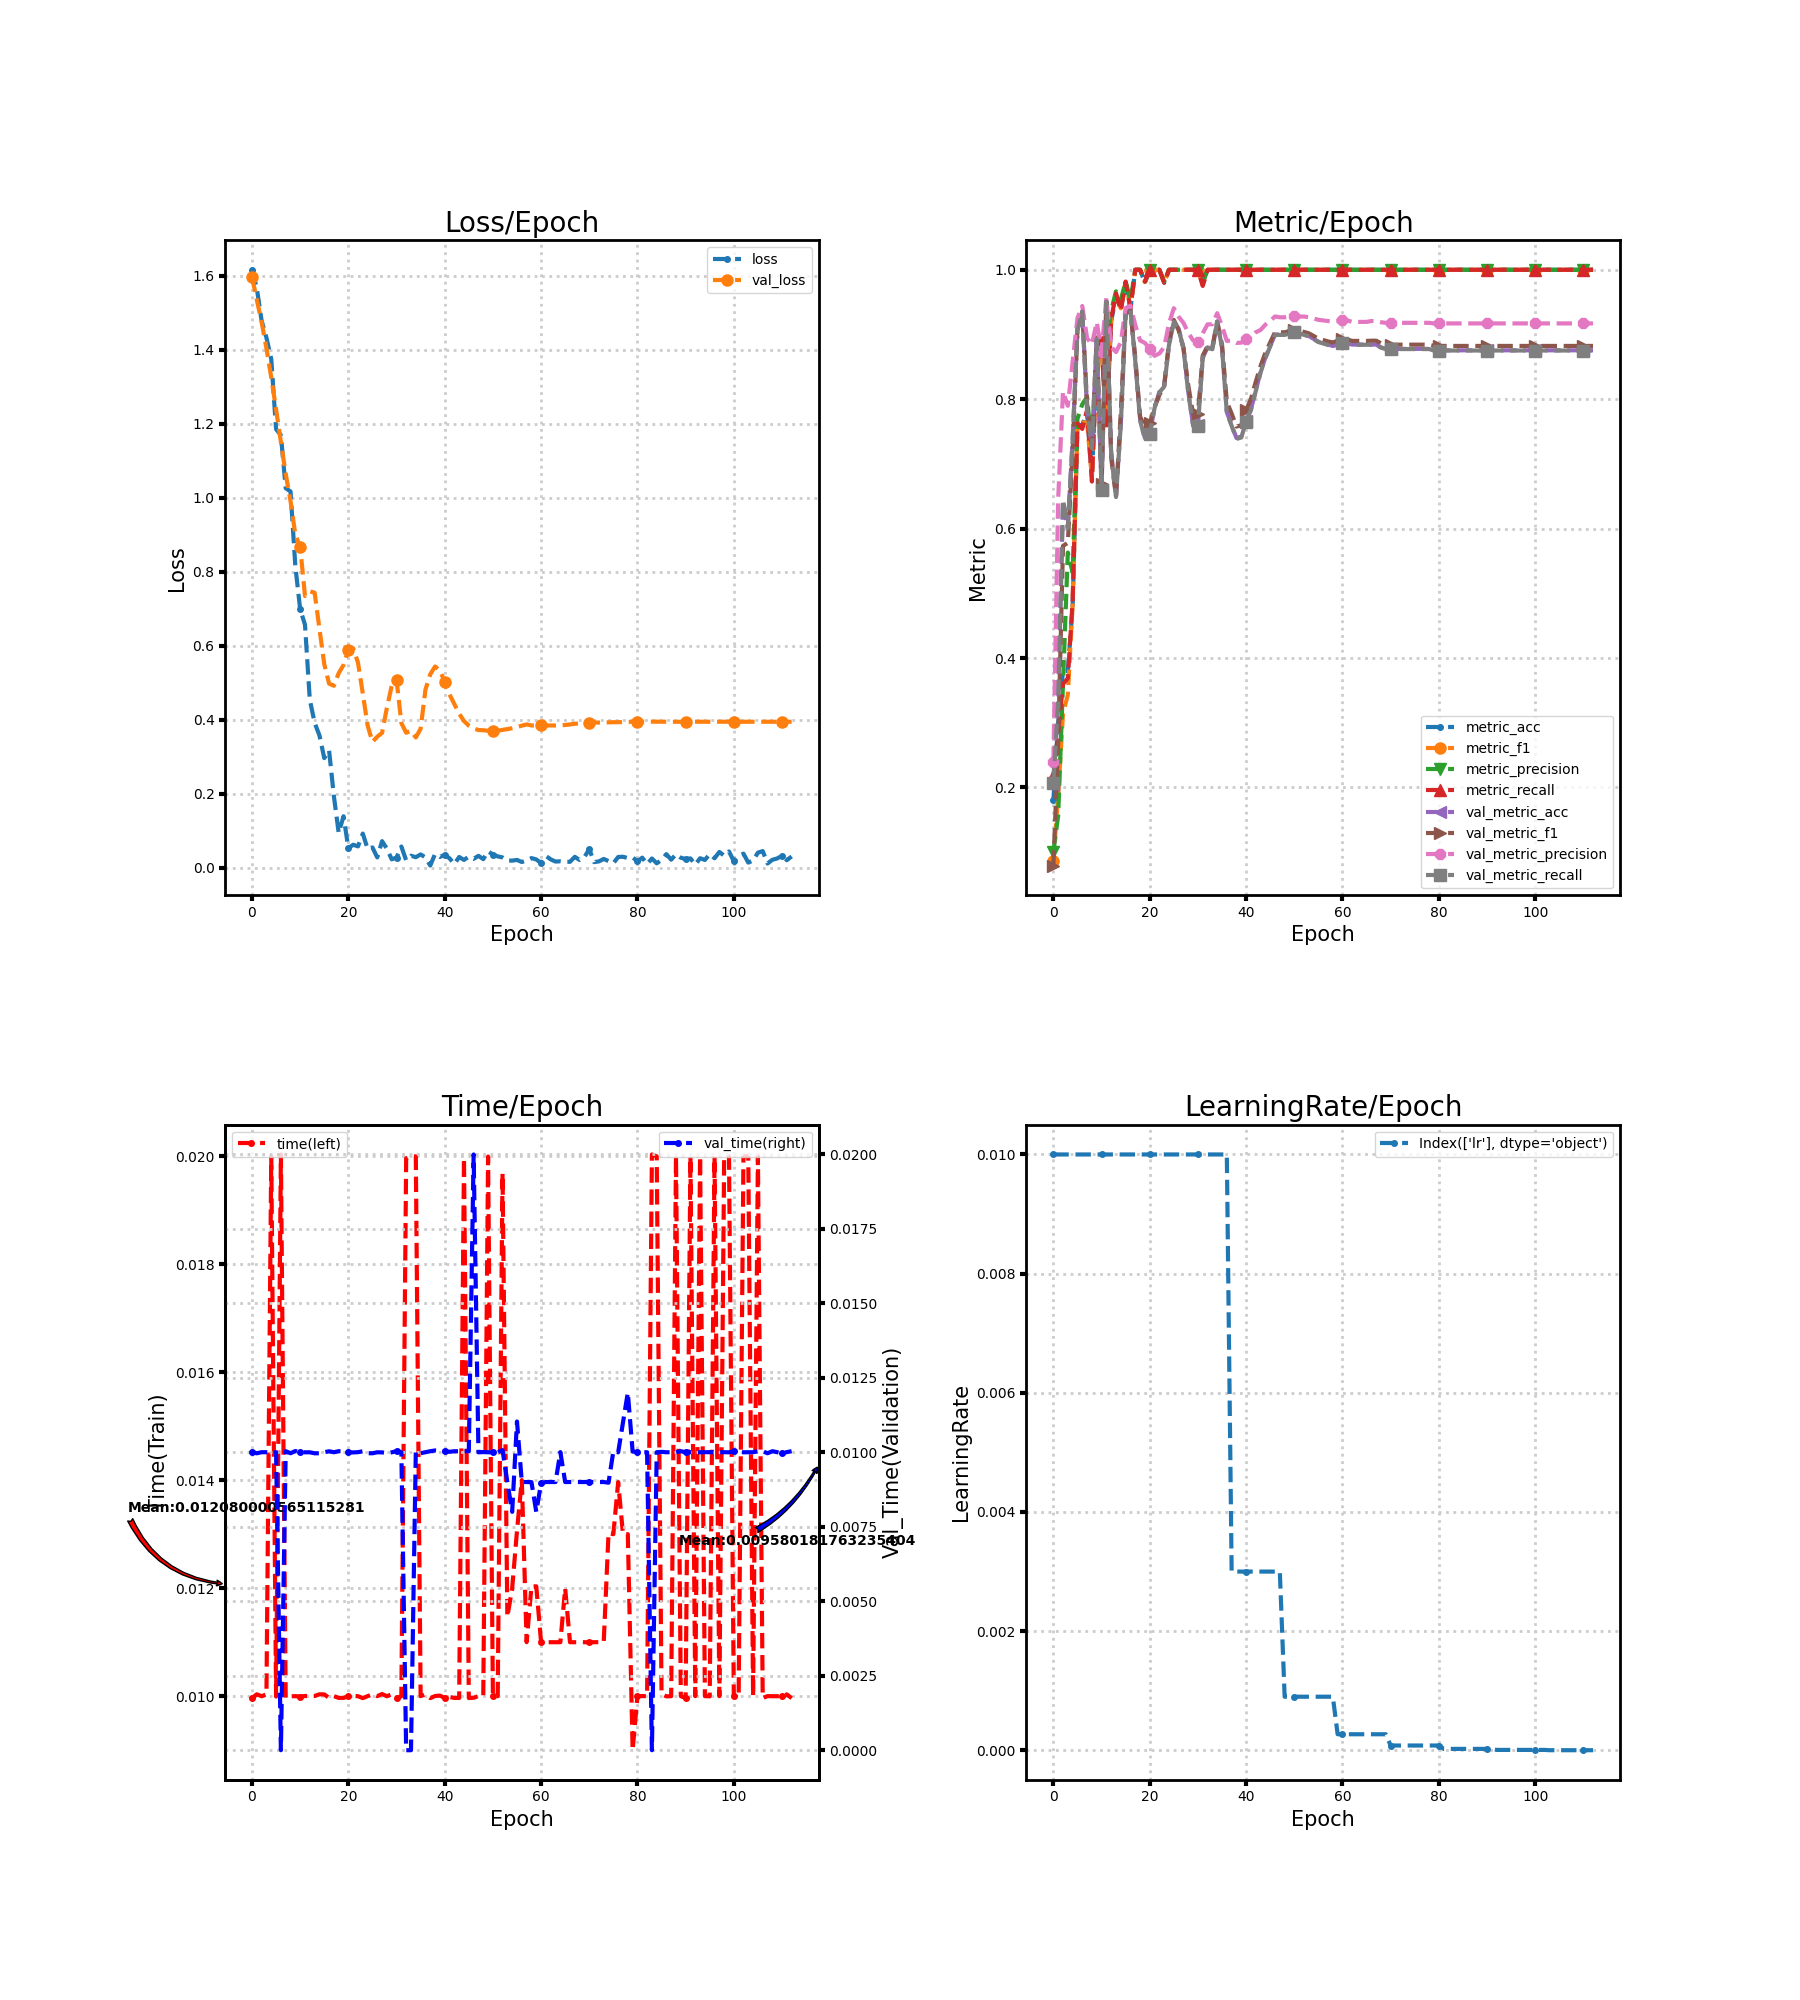 Loss/Epoch
loss
val_loss
1.6
1.4
1.2
1.0
0.8
0.6
0.4
0.2
0.0
Loss
0 20 40 60 80 100
Epoch
Metric/Epoch
1.0
0.8
0.6
0.4
0.2
Metric
metric_acc
metric_f1
metric_precision
metric_recall
val_metric_acc
val_metric_f1
val_metric_precision
val_metric_recall
0 20 40 60 80 100
Epoch
Time/Epoch
time(left)
val_time(right)
0.020
0.018
0.016
0.014
0.012
0.010
Time(Train)
Mean:0.012080000565115281
0.0200
0.0175
0.0150
0.0125
0.0100
0.0075
0.0050
0.0025
0.0000
Val_Time(Validation)
Mean:0.009580181763235404
0 20 40 60 80 100
Epoch
LearningRate/Epoch
Index(['lr'], dtype='object')
0.010
0.008
0.006
0.004
0.002
0.000
LearningRate
0 20 40 60 80 100
Epoch